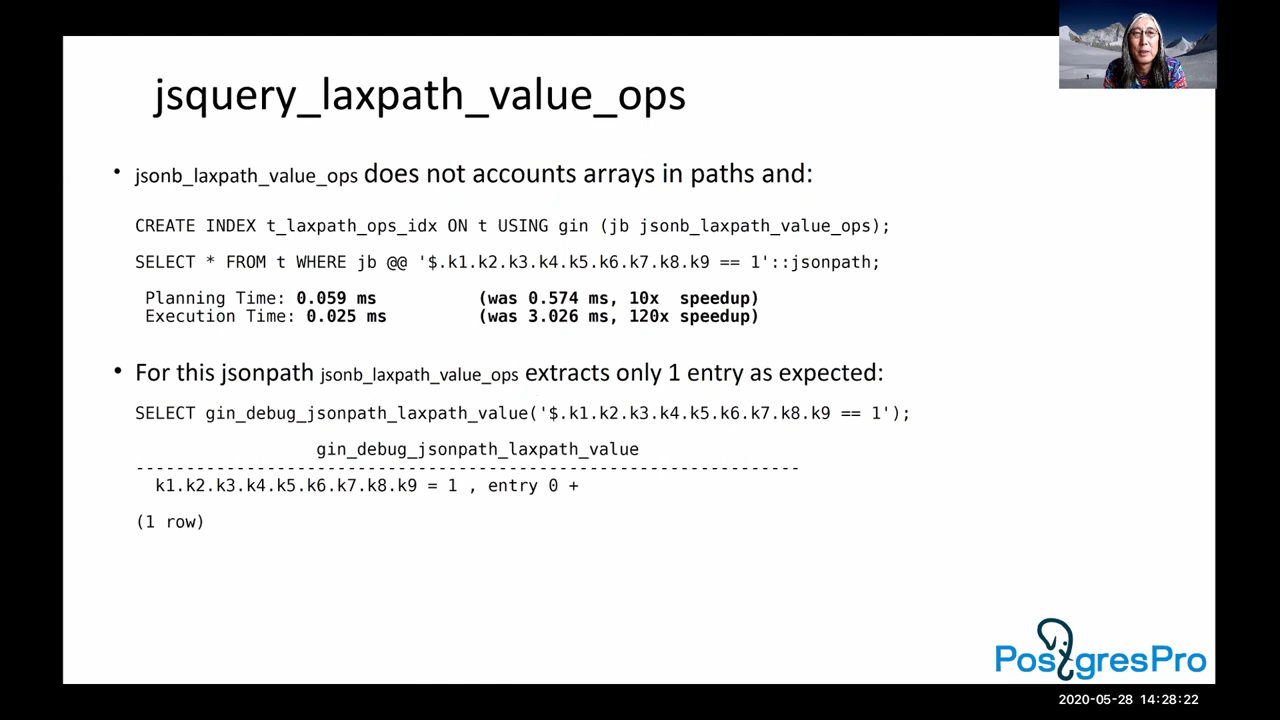 jsquery_laxpath_value_ops
• jsonb_laxpath_value_ops does not accounts arrays in paths and:
CREATE INDEX t_laxpath_ops_idx ON t USING gin (jb jsonb_laxpath_value_ops);
SELECT * FROM t WHERE jb @@ '$.k1.k2.k3.k4.k5.k6.k7.k8.k9 == 1'::jsonpath;
Planning Time: 0.059 ms (was 0.574 ms, 10x speedup)
Execution Time: 0.025 ms (was 3.026 ms, 120x speedup)
• For this jsonpath jsonb_laxpath_value_ops extracts only 1 entry as expected:
SELECT gin_debug_jsonpath_laxpath_value('$.k1.k2.k3.k4.k5.k6.k7.k8.k9 == 1');
gin_debug_jsonpath_laxpath_value
------------------------------------------------------------------
k1.k2.k3.k4.k5.k6.k7.k8.k9 = 1 , entry 0 +
(1 row)
PostgresPro
2020-05-28 14:28:22